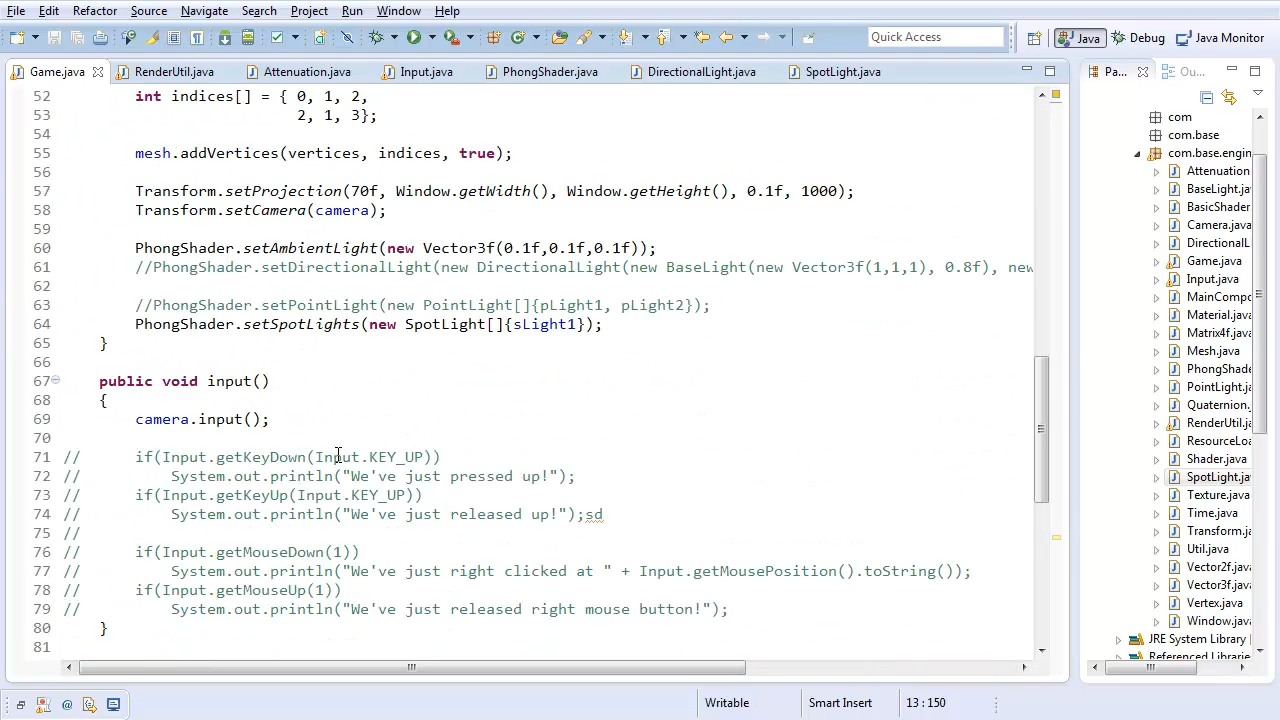 File Edit Refactor Source Navigate Search Project Run Window Help
Quick Access
Java Debug Java Monitor
Game.java RenderUtil.java Attenuation.java Input.java PhongShader.java DirectionalLight.java SpotLight.java
Pa... Ou...
52 int indices[] = { 0, 1, 2,
53 2, 1, 3};
54
55 mesh.addVertices(vertices, indices, true);
56
57 Transform.setProjection(70f, Window.getWidth(), Window.getHeight(), 0.1f, 1000);
58 Transform.setCamera(camera);
59
60 PhongShader.setAmbientLight(new Vector3f(0.1f,0.1f,0.1f));
61 //PhongShader.setDirectionalLight(new DirectionalLight(new BaseLight(new Vector3f(1,1,1), 0.8f), new
62
63 //PhongShader.setPointLight(new PointLight[]{pLight1, pLight2});
64 PhongShader.setSpotLights(new SpotLight[]{sLight1});
65 }
66
67 public void input()
68 {
69 camera.input();
70
71 // if(Input.getKeyDown(Input.KEY_UP))
72 // System.out.println("We've just pressed up!");
73 // if(Input.getKeyUp(Input.KEY_UP))
74 // System.out.println("We've just released up!");sd
75 //
76 // if(Input.getMouseDown(1))
77 // System.out.println("We've just right clicked at " + Input.getMousePosition().toString());
78 // if(Input.getMouseUp(1))
79 // System.out.println("We've just released right mouse button!");
80 }
81
com
com.base
com.base.engin
Attenuation
BaseLight.ja
BasicShader
Camera.java
DirectionalL
Game.java
Input.java
MainCompo
Material.java
Matrix4f.jav
Mesh.java
PhongShade
PointLight.j
Quaternion.
RenderUtil.j
ResourceLoa
Shader.java
SpotLight.ja
Texture.java
Time.java
Transform.ja
Util.java
Vector2f.jav
Vector3f.jav
Vertex.java
Window.java
JRE System Library
Referenced Libraries
Writable Smart Insert 13 : 150